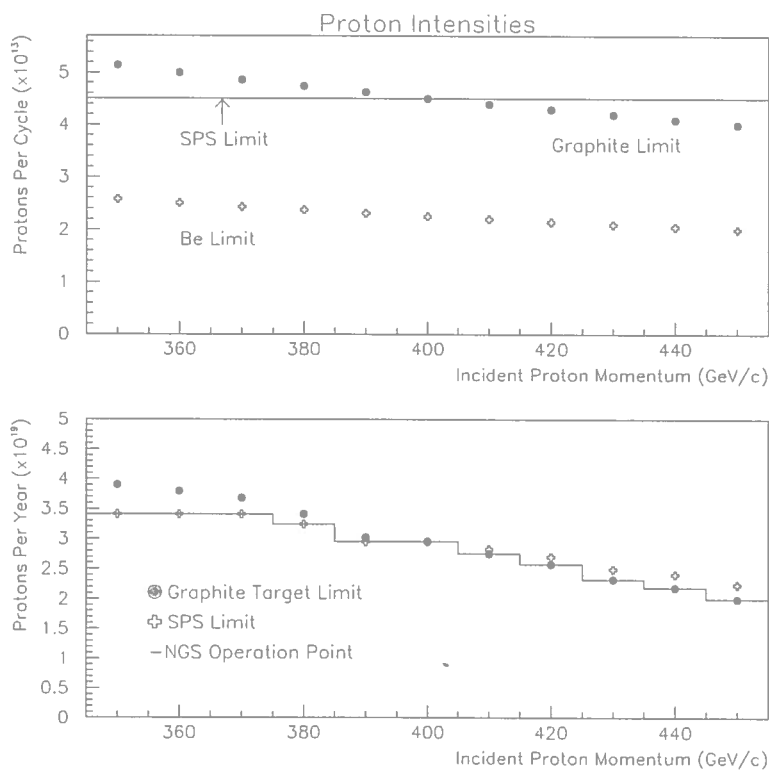 Proton Intensities
Protons Per Cycle (x10¹³)
5
4
3
2
1
0
SPS Limit
Graphite Limit
Be Limit
360
380
400
420
440
Incident Proton Momentum (GeV/c)
Protons Per Year (x10¹⁹)
5
4.5
4
3.5
3
2.5
2
1.5
1
0.5
0
Graphite Target Limit
SPS Limit
NGS Operation Point
360
380
400
420
440
Incident Proton Momentum (GeV/c)